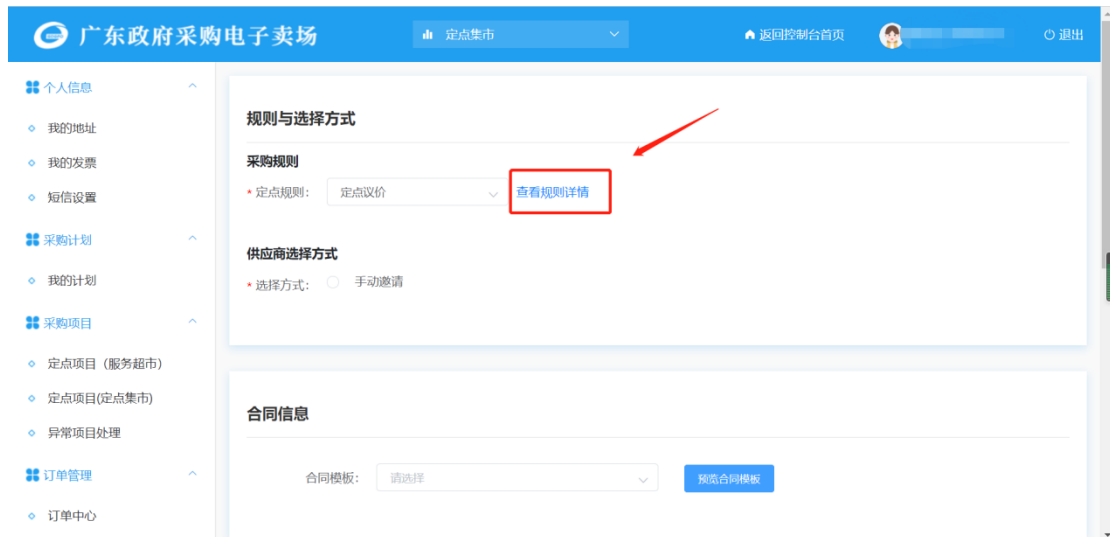 广东政府采购电子卖场
定点集市
返回控制台首页
退出
个人信息
我的地址
我的发票
短信设置
采购计划
我的计划
采购项目
定点项目（服务超市）
定点项目(定点集市)
异常项目处理
订单管理
订单中心
规则与选择方式
采购规则
* 定点规则： 定点议价 查看规则详情
供应商选择方式
* 选择方式： 手动邀请
合同信息
合同模板： 请选择 预览合同模板